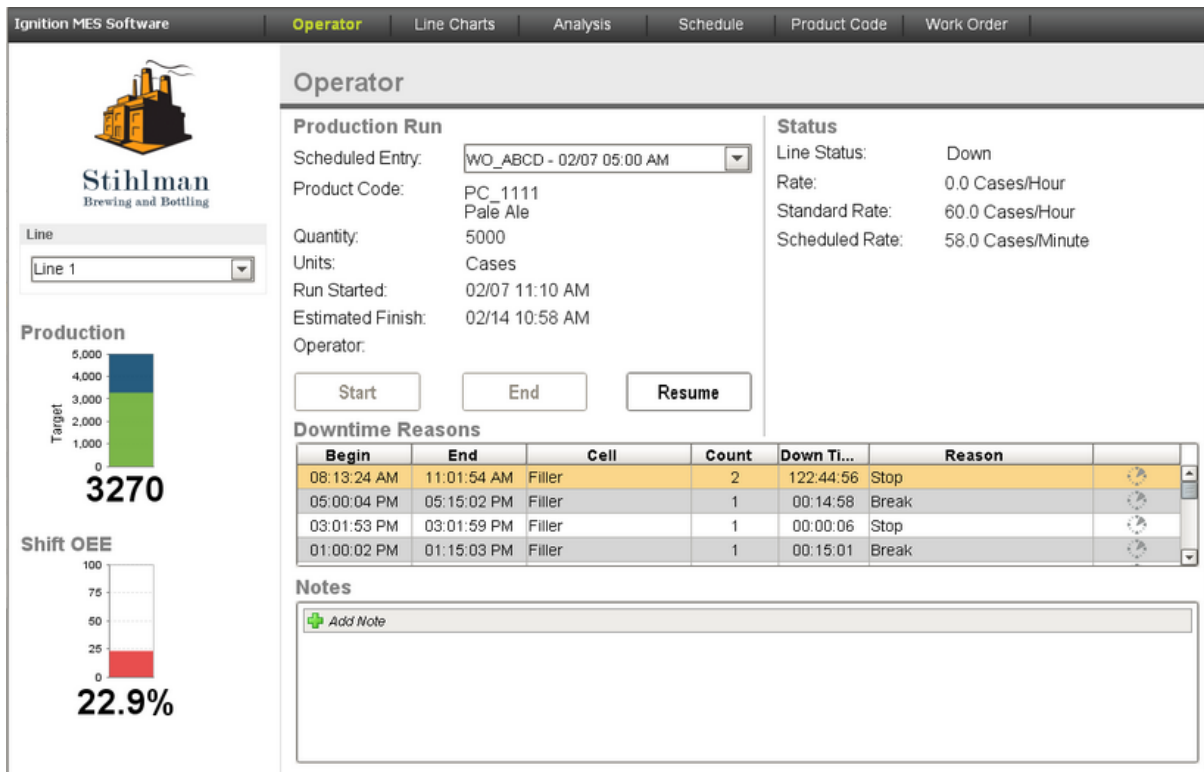 Ignition MES Software
Operator
Line Charts
Analysis
Schedule
Product Code
Work Order
Stihlman
Brewing and Bottling
Line
Line 1
Production
5,000
4,000
3,000
2,000
1,000
0
Target
3270
Shift OEE
100
75
50
25
0
22.9%
Operator
Production Run
Scheduled Entry: WO_ABCD - 02/07 05:00 AM
Product Code: PC_1111
Pale Ale
Quantity: 5000
Units: Cases
Run Started: 02/07 11:10 AM
Estimated Finish: 02/14 10:58 AM
Operator:
Start End Resume
Status
Line Status: Down
Rate: 0.0 Cases/Hour
Standard Rate: 60.0 Cases/Hour
Scheduled Rate: 58.0 Cases/Minute
Downtime Reasons
Begin End Cell Count Down Ti... Reason
08:13:24 AM 11:01:54 AM Filler 2 122:44:56 Stop
05:00:04 PM 05:15:02 PM Filler 1 00:14:58 Break
03:01:53 PM 03:01:59 PM Filler 1 00:00:06 Stop
01:00:02 PM 01:15:03 PM Filler 1 00:15:01 Break
Notes
Add Note